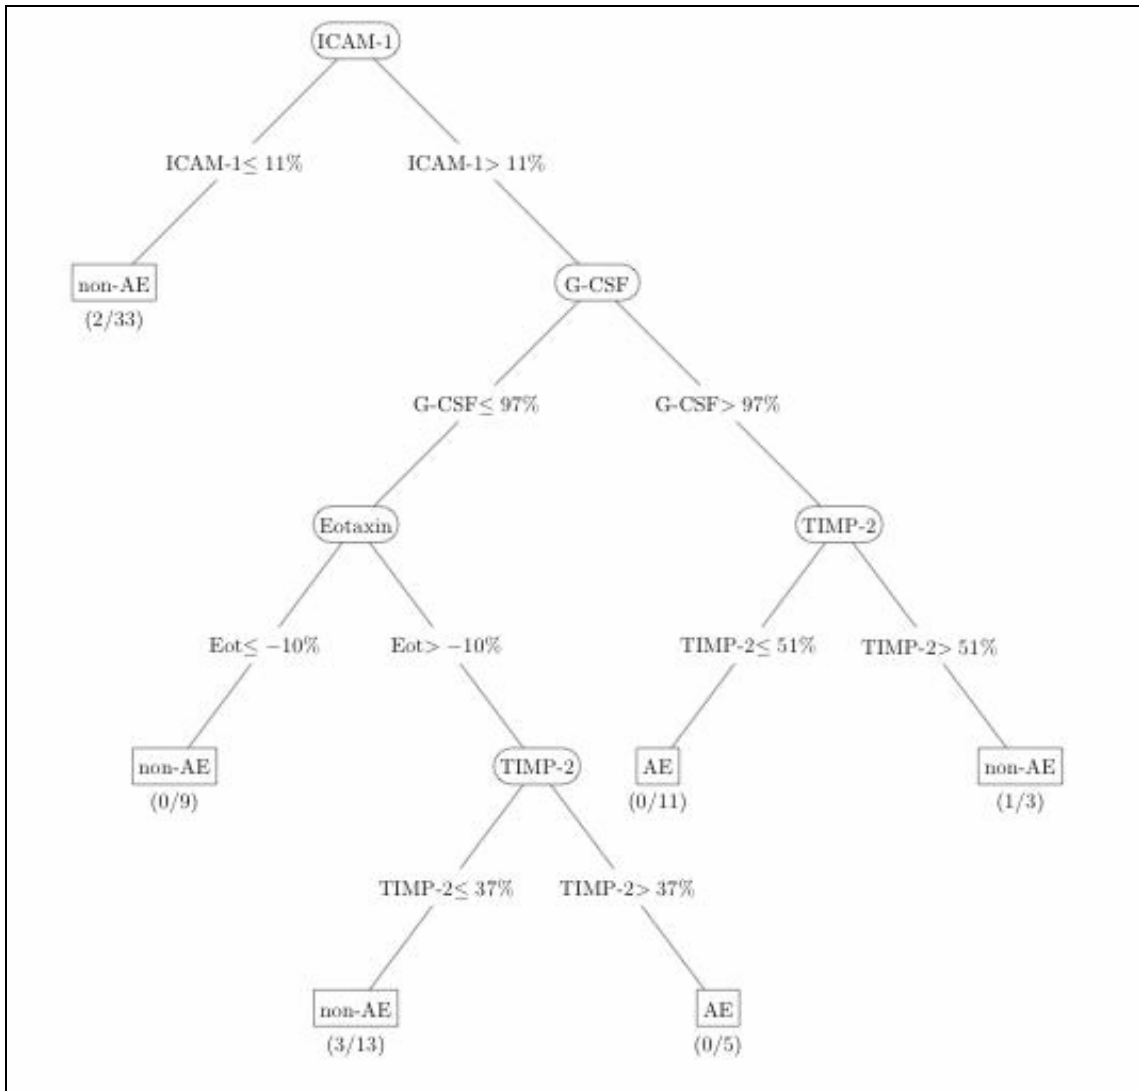 ICAM-1
ICAM-1≤ 11%
ICAM-1> 11%
non-AE
(2/33)
G-CSF
G-CSF≤ 97%
G-CSF> 97%
Eotaxin
TIMP-2
Eot≤ −10%
Eot> −10%
TIMP-2≤ 51%
TIMP-2> 51%
non-AE
(0/9)
TIMP-2
AE
(0/11)
non-AE
(1/3)
TIMP-2≤ 37%
TIMP-2> 37%
non-AE
(3/13)
AE
(0/5)